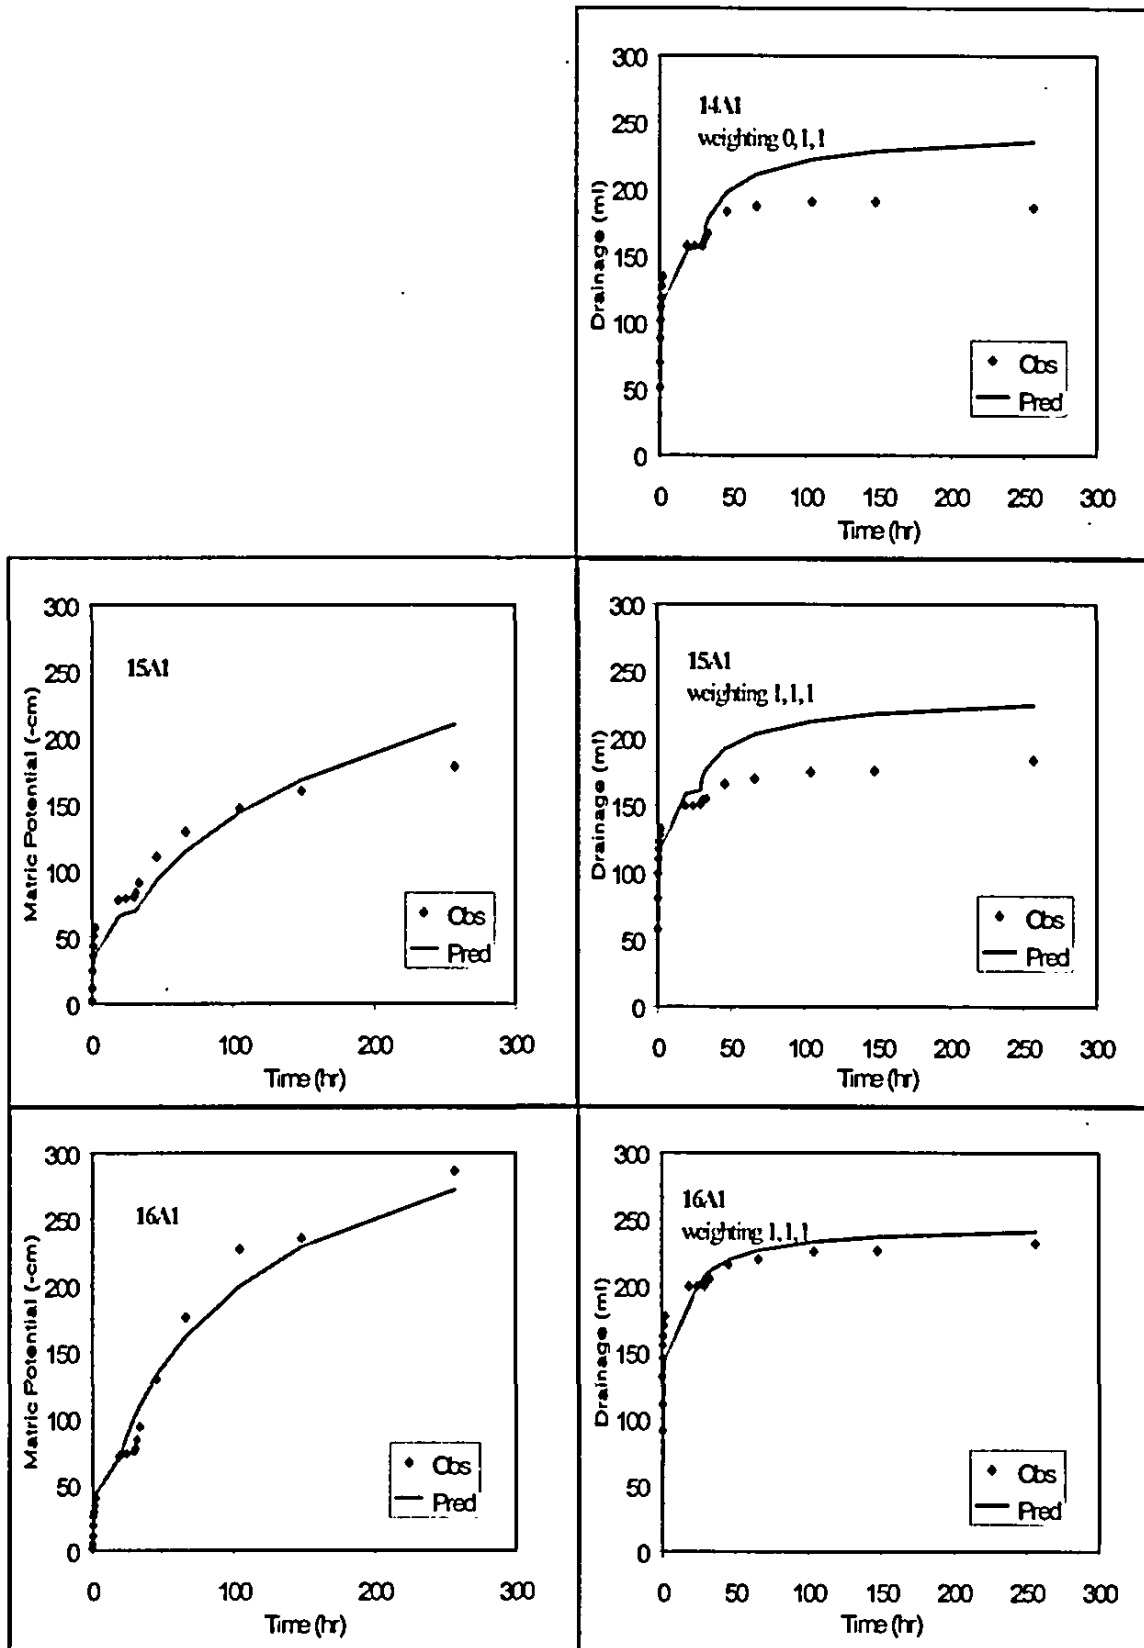 300
250
200
150
100
50
0
Drainage (ml)
14A1
weighting 0,1,1
Obs
Pred
0 50 100 150 200 250 300
Time (hr)
300
250
200
150
100
50
0
Matric Potential (-cm)
15A1
Obs
Pred
0 100 200 300
Time (hr)
300
250
200
150
100
50
0
Drainage (ml)
15A1
weighting 1,1,1
Obs
Pred
0 50 100 150 200 250 300
Time (hr)
300
250
200
150
100
50
0
Matric Potential (-cm)
16A1
Obs
Pred
0 100 200 300
Time (hr)
300
250
200
150
100
50
0
Drainage (ml)
16A1
weighting 1,1,1
Obs
Pred
0 50 100 150 200 250 300
Time (hr)